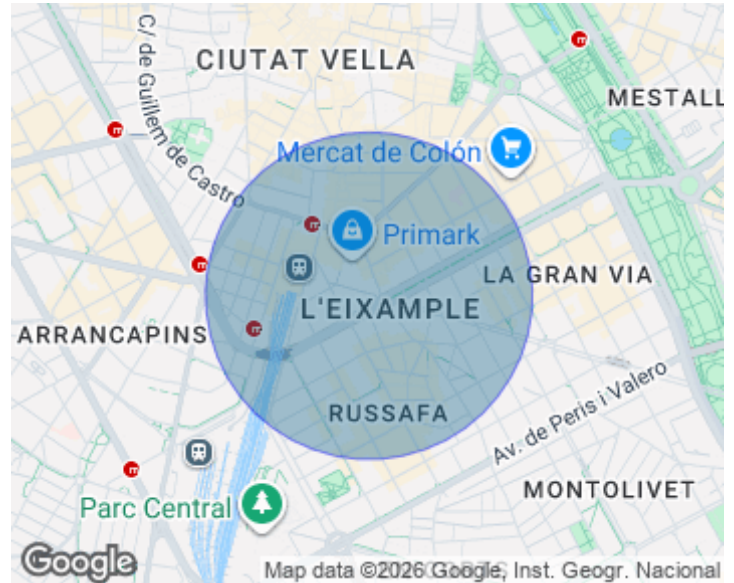 C/ de Guillem de Castro
CIUTAT VELLA
MESTALL
Mercat de Colón
Primark
LA GRAN VIA
L'EIXAMPLE
ARRANCAPINS
RUSSAFA
Av. de Peris i Valero
MONTOLIVET
Parc Central
Google
Map data ©2026 Google, Inst. Geogr. Nacional